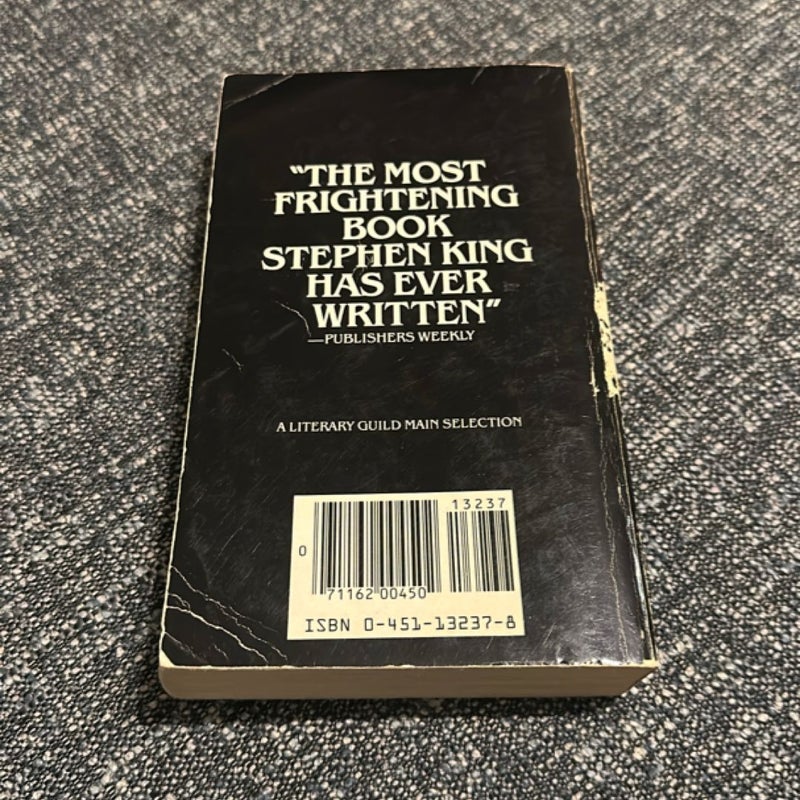 "THE MOST
FRIGHTENING
BOOK
STEPHEN KING
HAS EVER
WRITTEN"
—PUBLISHERS WEEKLY
A LITERARY GUILD MAIN SELECTION
13237
0
71162 00450
ISBN 0-451-13237-8